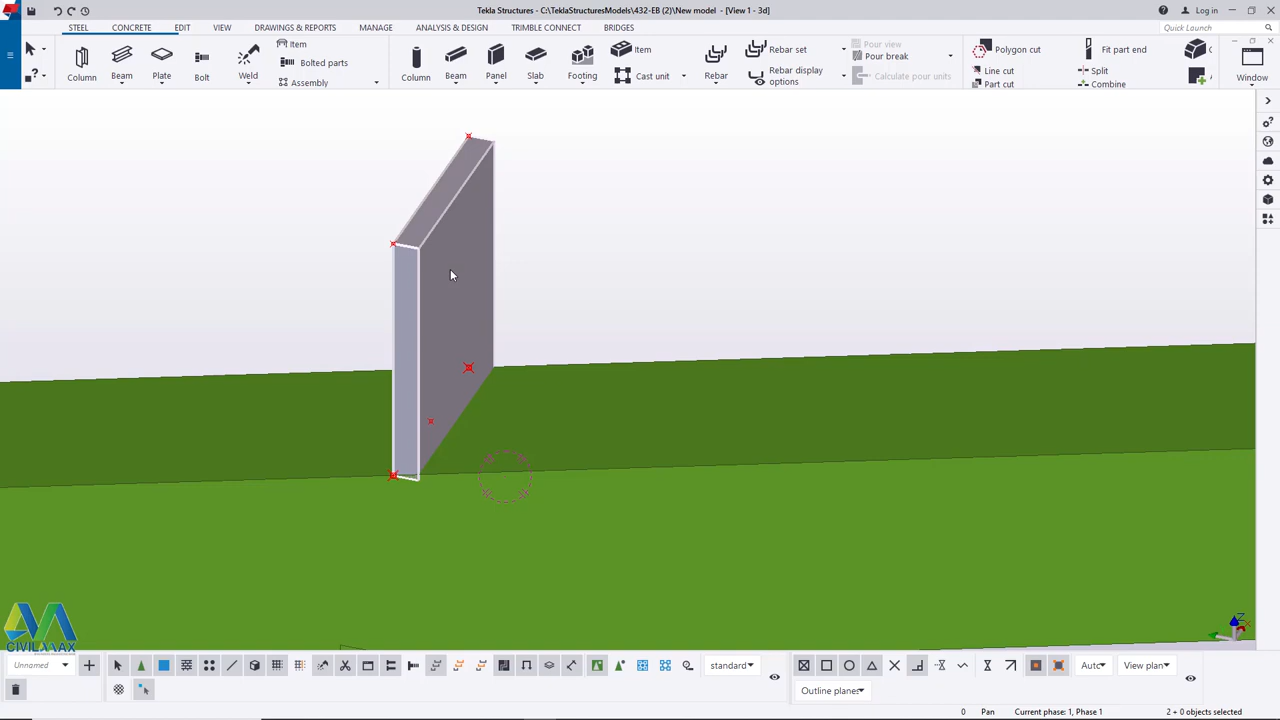 Tekla Structures - C:\TeklaStructuresModels\432-EB (2)\New model - [View 1 - 3d]
Log in
STEEL CONCRETE EDIT VIEW DRAWINGS & REPORTS MANAGE ANALYSIS & DESIGN TRIMBLE CONNECT BRIDGES
Quick Launch
Column Beam Plate Bolt Weld
Item
Bolted parts
Assembly
Column Beam Panel Slab Footing
Item
Cast unit
Rebar
Rebar set
Rebar display options
Pour view
Pour break
Calculate pour units
Polygon cut
Line cut
Part cut
Fit part end
Split
Combine
C
Window
Z
CIVILMAX
Unnamed
standard
Auto
View plan
Outline planes
0 Pan Current phase: 1, Phase 1 2 + 0 objects selected